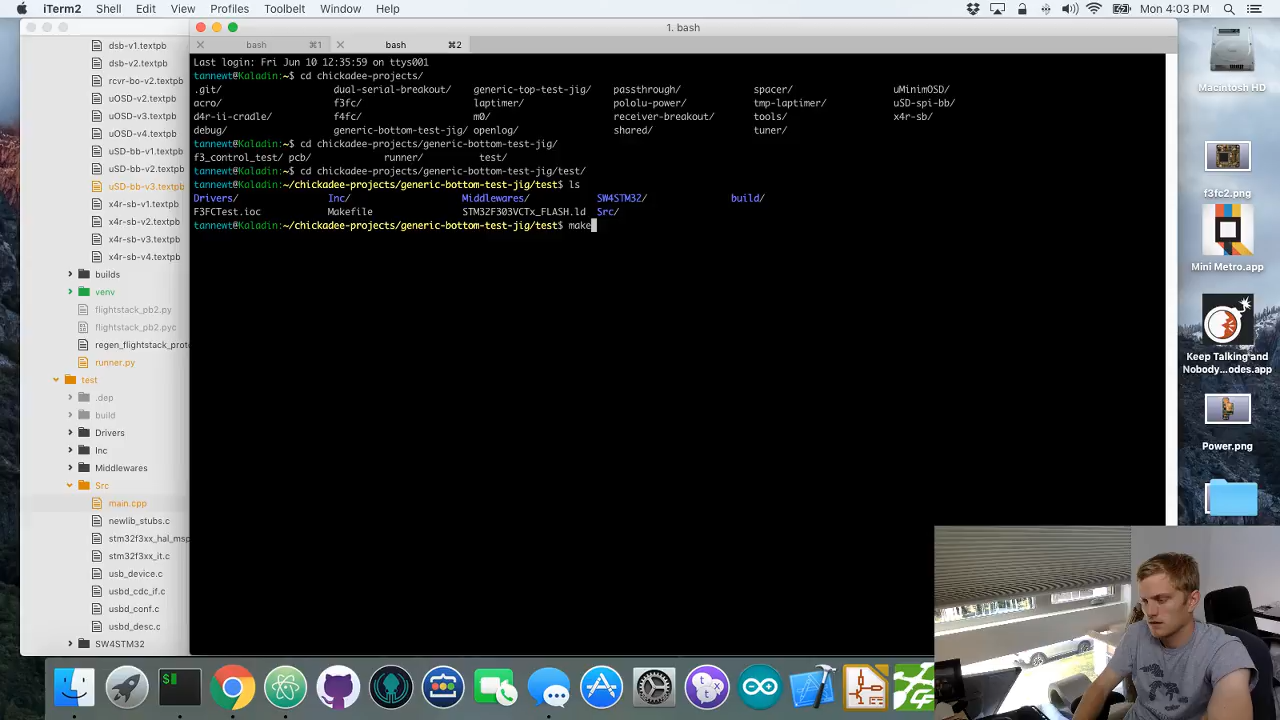 iTerm2 Shell Edit View Profiles Toolbelt Window Help Mon 4:03 PM
1. bash
bash ⌘1 bash ⌘2
Last login: Fri Jun 10 12:35:59 on ttys001
tannewt@Kaladin:~$ cd chickadee-projects/
.git/ dual-serial-breakout/ generic-top-test-jig/ passthrough/ spacer/ uMinimOSD/
acro/ f3fc/ laptimer/ pololu-power/ tmp-laptimer/ uSD-spi-bb/
d4r-ii-cradle/ f4fc/ m0/ receiver-breakout/ tools/ x4r-sb/
debug/ generic-bottom-test-jig/ openlog/ shared/ tuner/
tannewt@Kaladin:~$ cd chickadee-projects/generic-bottom-test-jig/
f3_control_test/ pcb/ runner/ test/
tannewt@Kaladin:~$ cd chickadee-projects/generic-bottom-test-jig/test/
tannewt@Kaladin:~/chickadee-projects/generic-bottom-test-jig/test$ ls
Drivers/ Inc/ Middlewares/ SW4STM32/ build/
F3FCTest.ioc Makefile STM32F303VCTx_FLASH.ld Src/
tannewt@Kaladin:~/chickadee-projects/generic-bottom-test-jig/test$ make
dsb-v1.textpb
dsb-v2.textpb
rcvr-bo-v2.textpb
uOSD-v2.textpb
uOSD-v3.textpb
uOSD-v4.textpb
uSD-bb-v1.textpb
uSD-bb-v2.textpb
uSD-bb-v3.textpb
x4r-sb-v1.textpb
x4r-sb-v2.textpb
x4r-sb-v3.textpb
x4r-sb-v4.textpb
builds
venv
flightstack_pb2.py
flightstack_pb2.pyc
regen_flightstack_prot
runner.py
test
.dep
build
Drivers
Inc
Middlewares
Src
main.cpp
newlib_stubs.c
stm32f3xx_hal_msp
stm32f3xx_it.c
usb_device.c
usbd_cdc_if.c
usbd_conf.c
usbd_desc.c
SW4STM32
Macintosh HD
f3fc2.png
Mini Metro.app
Keep Talking and
Nobody...odes.app
Power.png